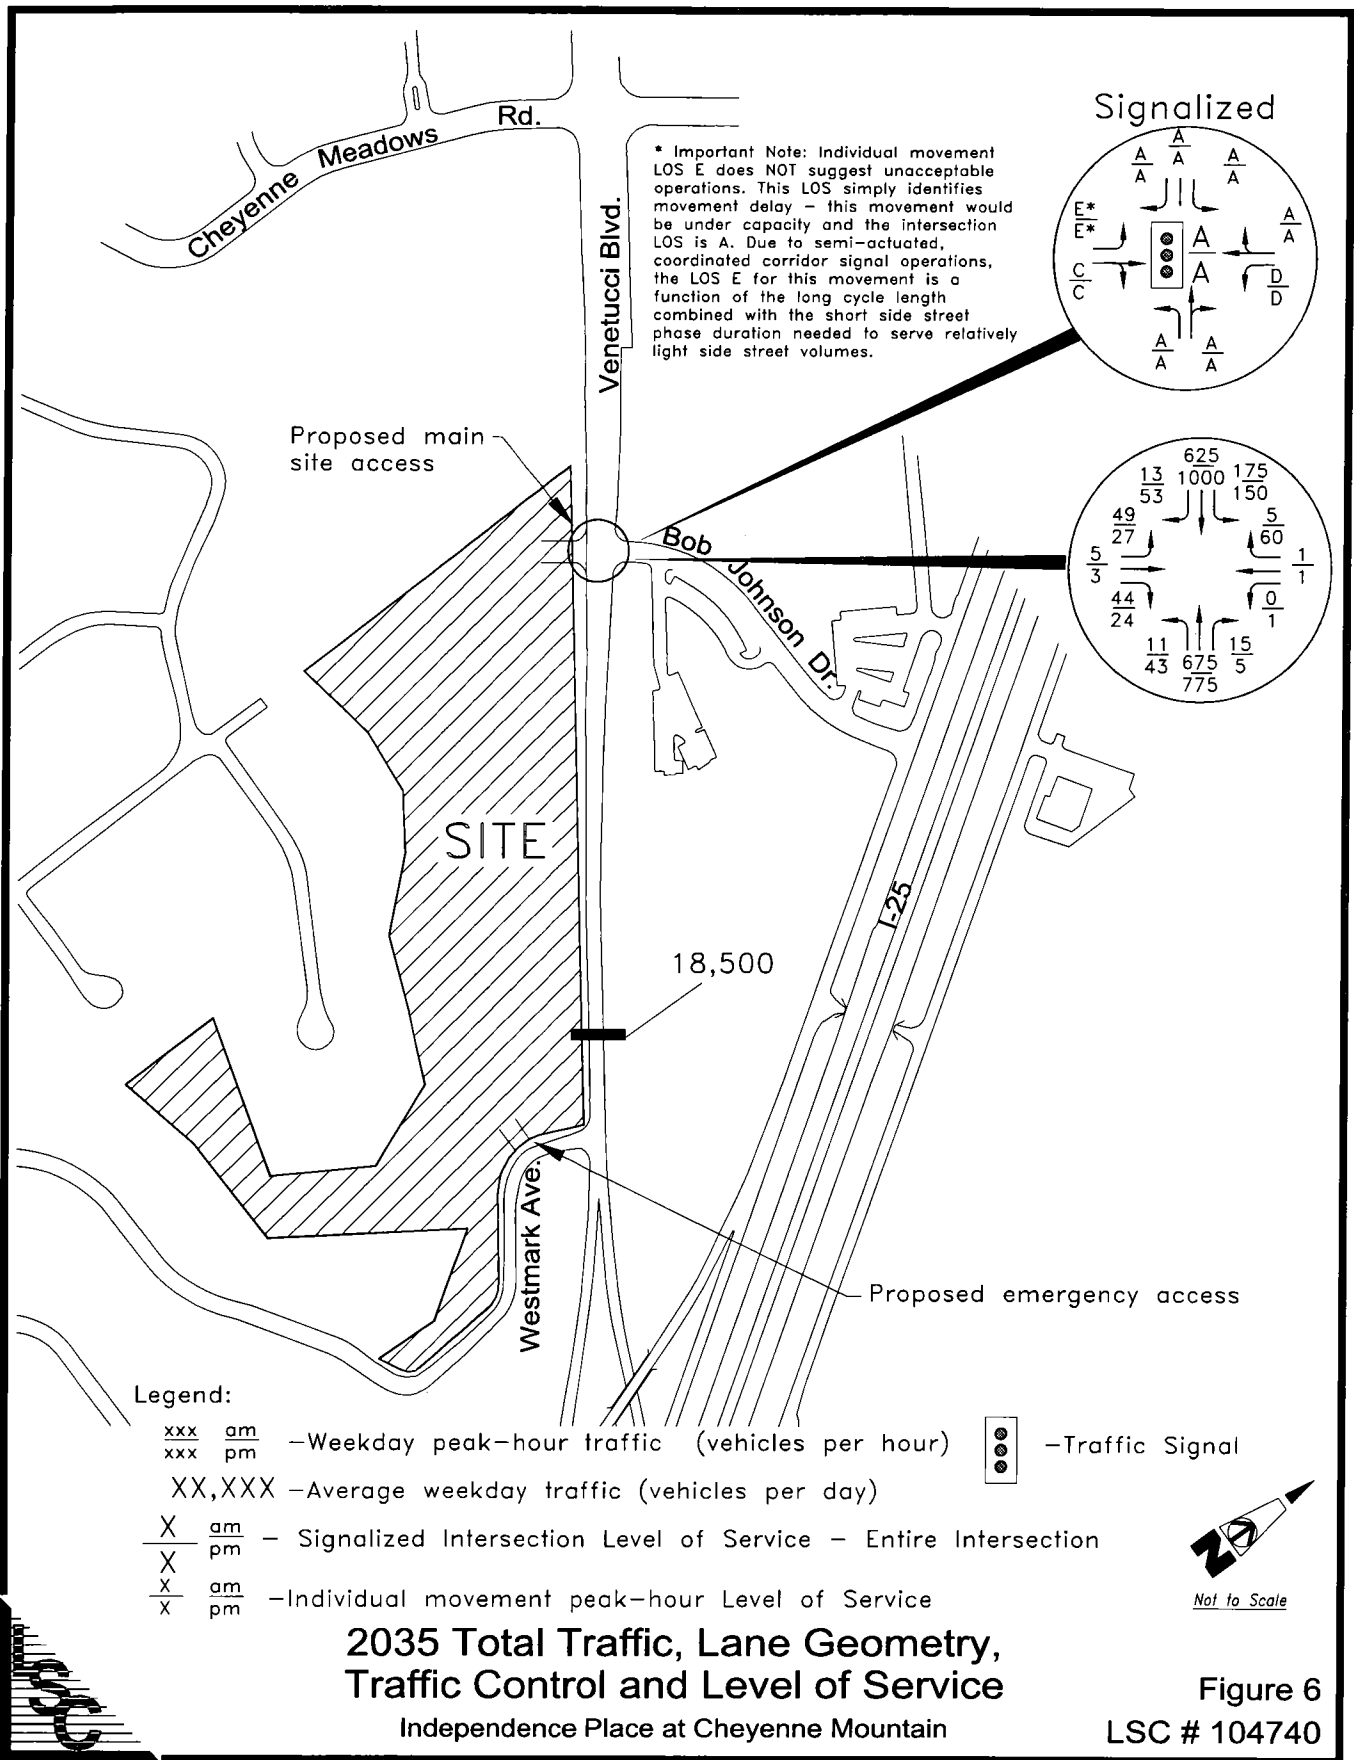 Signalized
Cheyenne Meadows Rd.
* Important Note: Individual movement
LOS E does NOT suggest unacceptable
operations. This LOS simply identifies
movement delay – this movement would
be under capacity and the intersection
LOS is A. Due to semi-actuated,
coordinated corridor signal operations,
the LOS E for this movement is a
function of the long cycle length
combined with the short side street
phase duration needed to serve relatively
light side street volumes.
A
A
A
A
A
A
E*
E*
A
A
A
A
C
C
D
D
A
A
A
A
Venetucci Blvd.
Proposed main
site access
Bob Johnson Dr.
625
1000
13
53
175
150
49
27
5
60
5
3
1
1
44
24
0
1
11
43
675
775
15
5
SITE
I-25
18,500
Westmark Ave.
Proposed emergency access
Legend:
xxx am
xxx pm
–Weekday peak-hour traffic (vehicles per hour)
–Traffic Signal
XX,XXX –Average weekday traffic (vehicles per day)
X am
X pm
– Signalized Intersection Level of Service – Entire Intersection
x am
x pm
–Individual movement peak-hour Level of Service
N
Not to Scale
LSC
2035 Total Traffic, Lane Geometry,
Traffic Control and Level of Service
Independence Place at Cheyenne Mountain
Figure 6
LSC # 104740